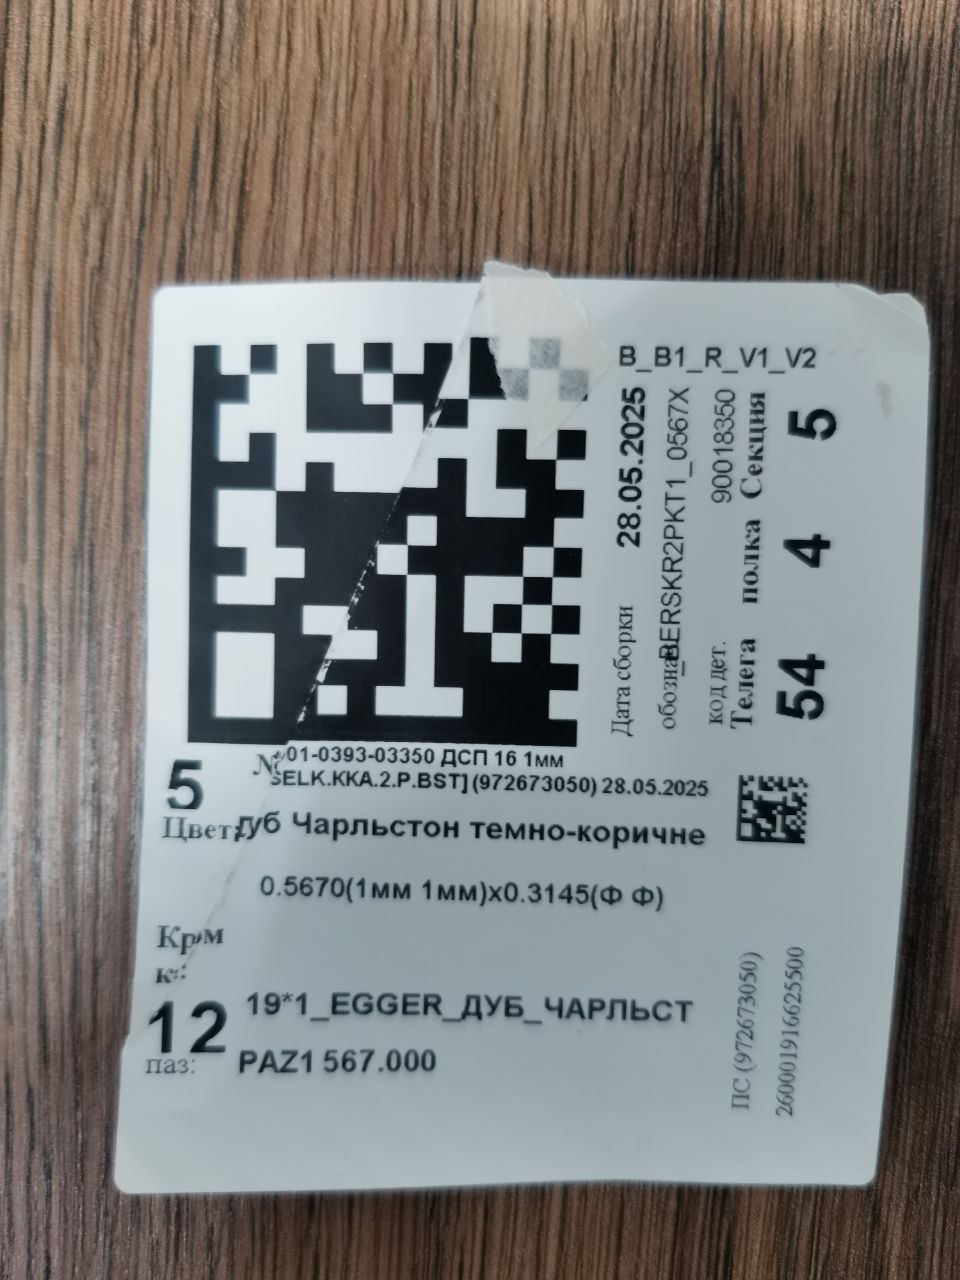 B_B1_R_V1_V2
Дата сборки 28.05.2025
BERSKR2PKT1_0567X
код дет. 90018350
Телега полка Секция
54 4 5
5
01-0393-03350 ДСП 16 1мм
SELK.KKA.2.P.BST] (972673050) 28.05.2025
Цвет: дуб Чарльстон темно-коричне
0.5670(1мм 1мм)x0.3145(Ф Ф)
12
19*1_EGGER_ДУБ_ЧАРЛЬСТ
паз: PAZ1 567.000
ПС (972673050)
2600019166255​00